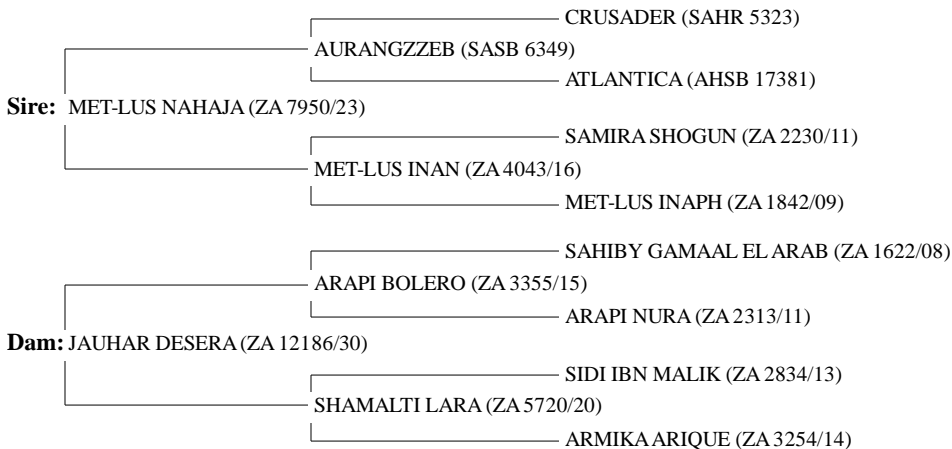 CRUSADER (SAHR 5323)
AURANGZZEB (SASB 6349)
ATLANTICA (AHSB 17381)
Sire: MET-LUS NAHAJA (ZA 7950/23)
SAMIRA SHOGUN (ZA 2230/11)
MET-LUS INAN (ZA 4043/16)
MET-LUS INAPH (ZA 1842/09)
SAHIBY GAMAAL EL ARAB (ZA 1622/08)
ARAPI BOLERO (ZA 3355/15)
ARAPI NURA (ZA 2313/11)
Dam: JAUHAR DESERA (ZA 12186/30)
SIDI IBN MALIK (ZA 2834/13)
SHAMALTI LARA (ZA 5720/20)
ARMIKA ARIQUE (ZA 3254/14)